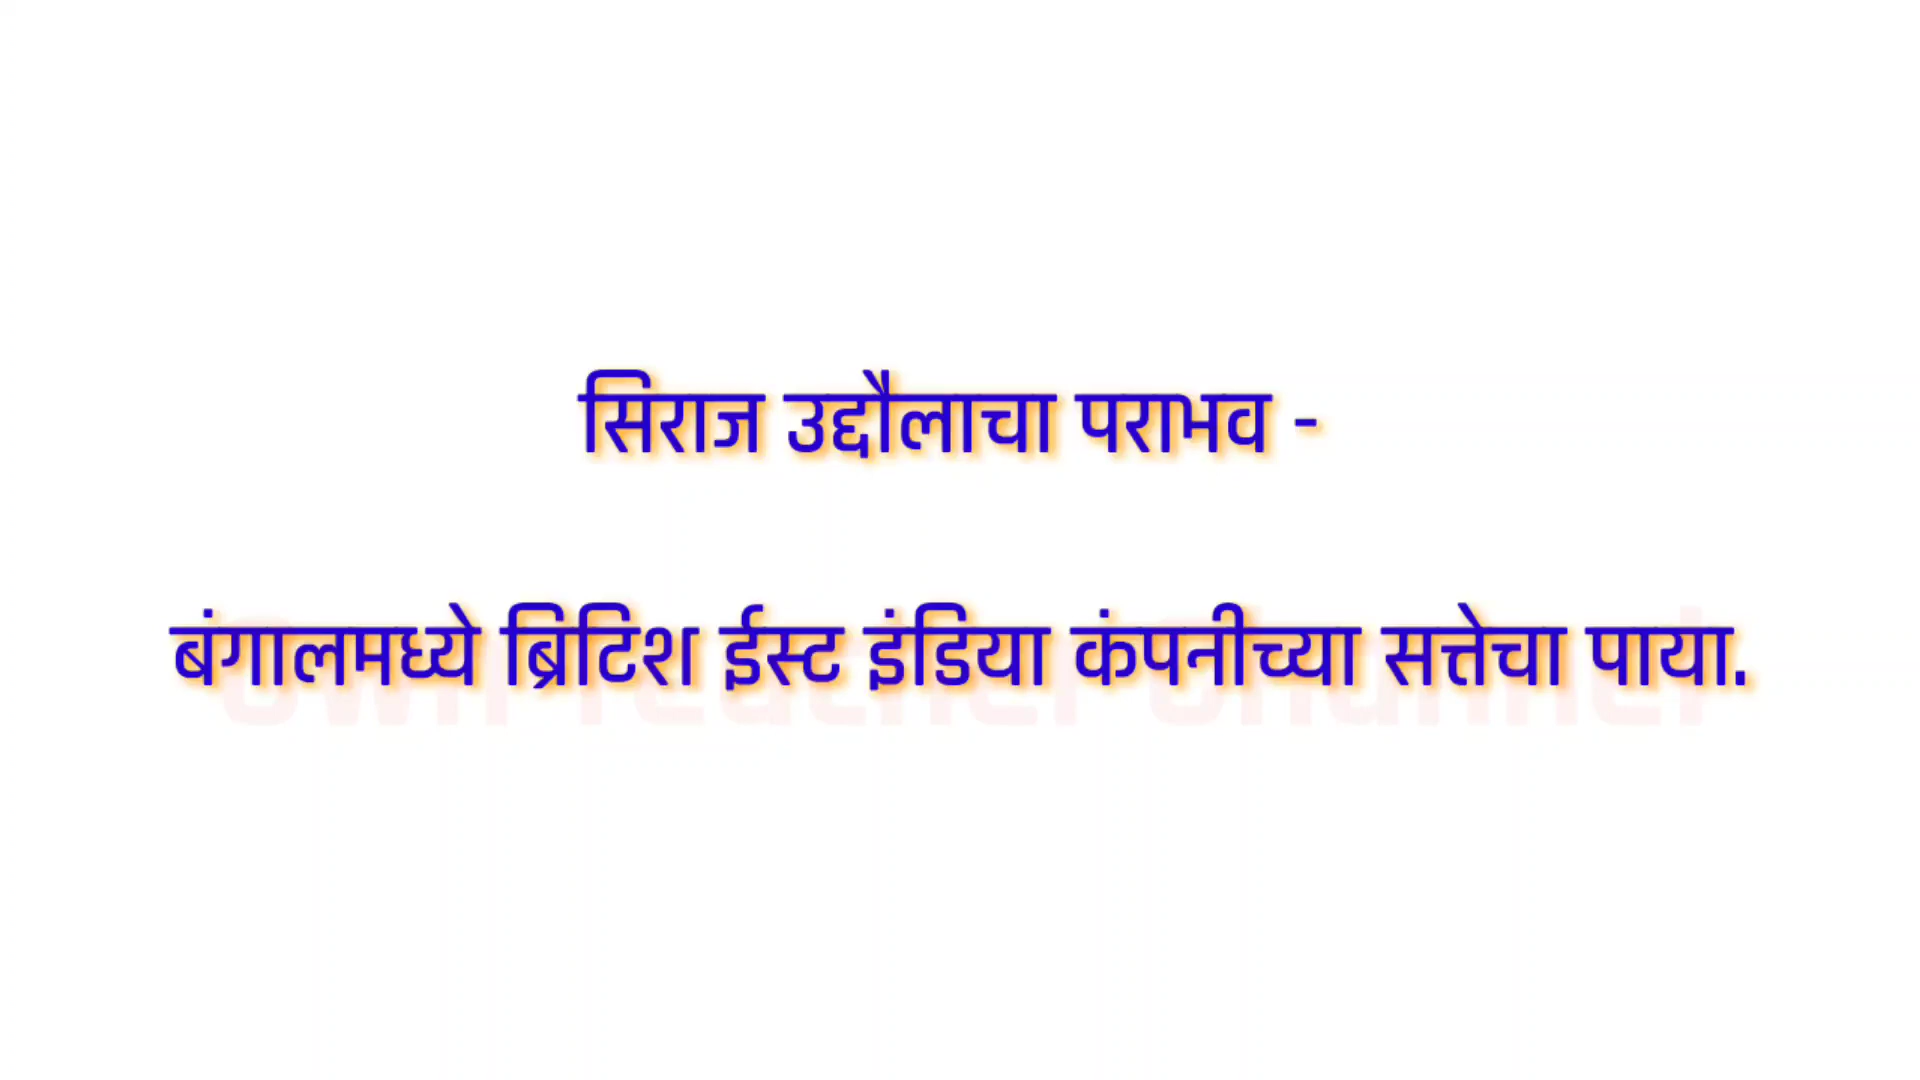 सिराज उद्दौलाचा पराभव -
बंगालमध्ये ब्रिटिश ईस्ट इंडिया कंपनीच्या सत्तेचा पाया.